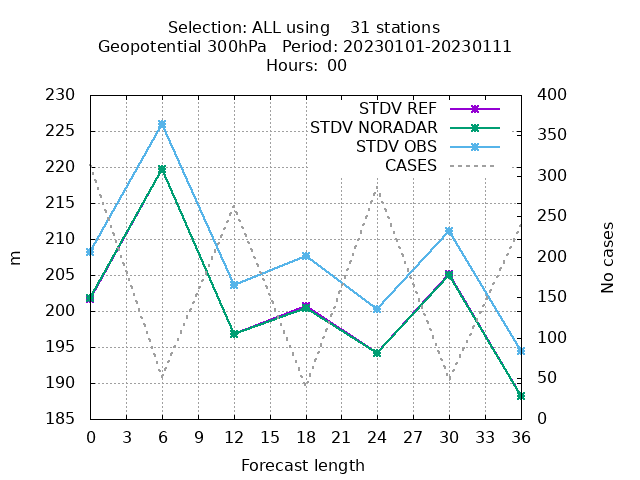 Selection: ALL using    31 stations
Geopotential 300hPa   Period: 20230101-20230111
Hours: 00
STDV REF
STDV NORADAR
STDV OBS
CASES
230
225
220
215
210
205
200
195
190
185
m
400
350
300
250
200
150
100
50
0
No cases
0 3 6 9 12 15 18 21 24 27 30 33 36
Forecast length